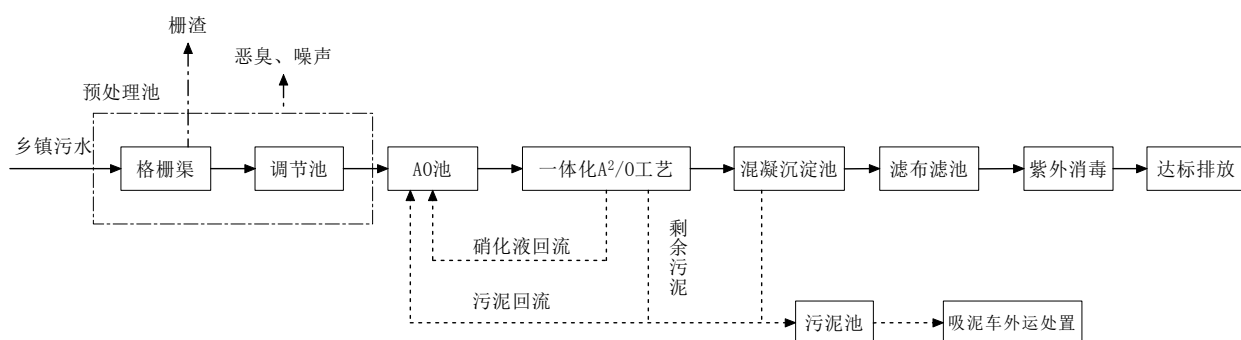 栅渣
恶臭、噪声
预处理池
乡镇污水
格栅渠
调节池
AO池
一体化A²/O工艺
混凝沉淀池
滤布滤池
紫外消毒
达标排放
硝化液回流
剩余污泥
污泥回流
污泥池
吸泥车外运处置